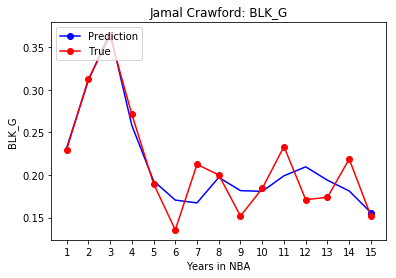 Jamal Crawford: BLK_G
Prediction
True
BLK_G
0.35
0.30
0.25
0.20
0.15
1 2 3 4 5 6 7 8 9 10 11 12 13 14 15
Years in NBA